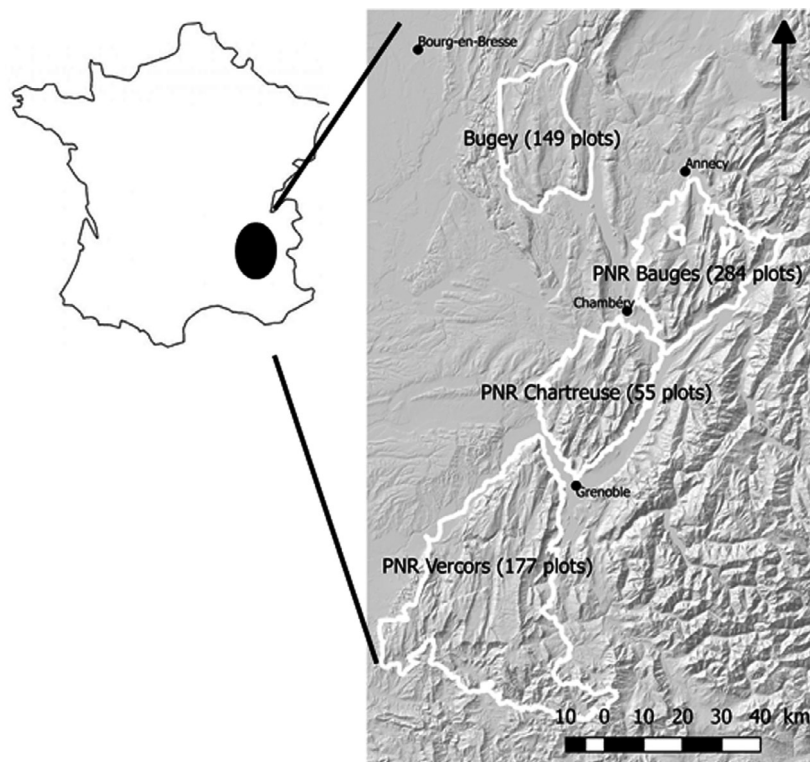 Bourg-en-Bresse
Bugey (149 plots)
Annecy
PNR Bauges (284 plots)
Chambéry
PNR Chartreuse (55 plots)
Grenoble
PNR Vercors (177 plots)
10 0 10 20 30 40 km